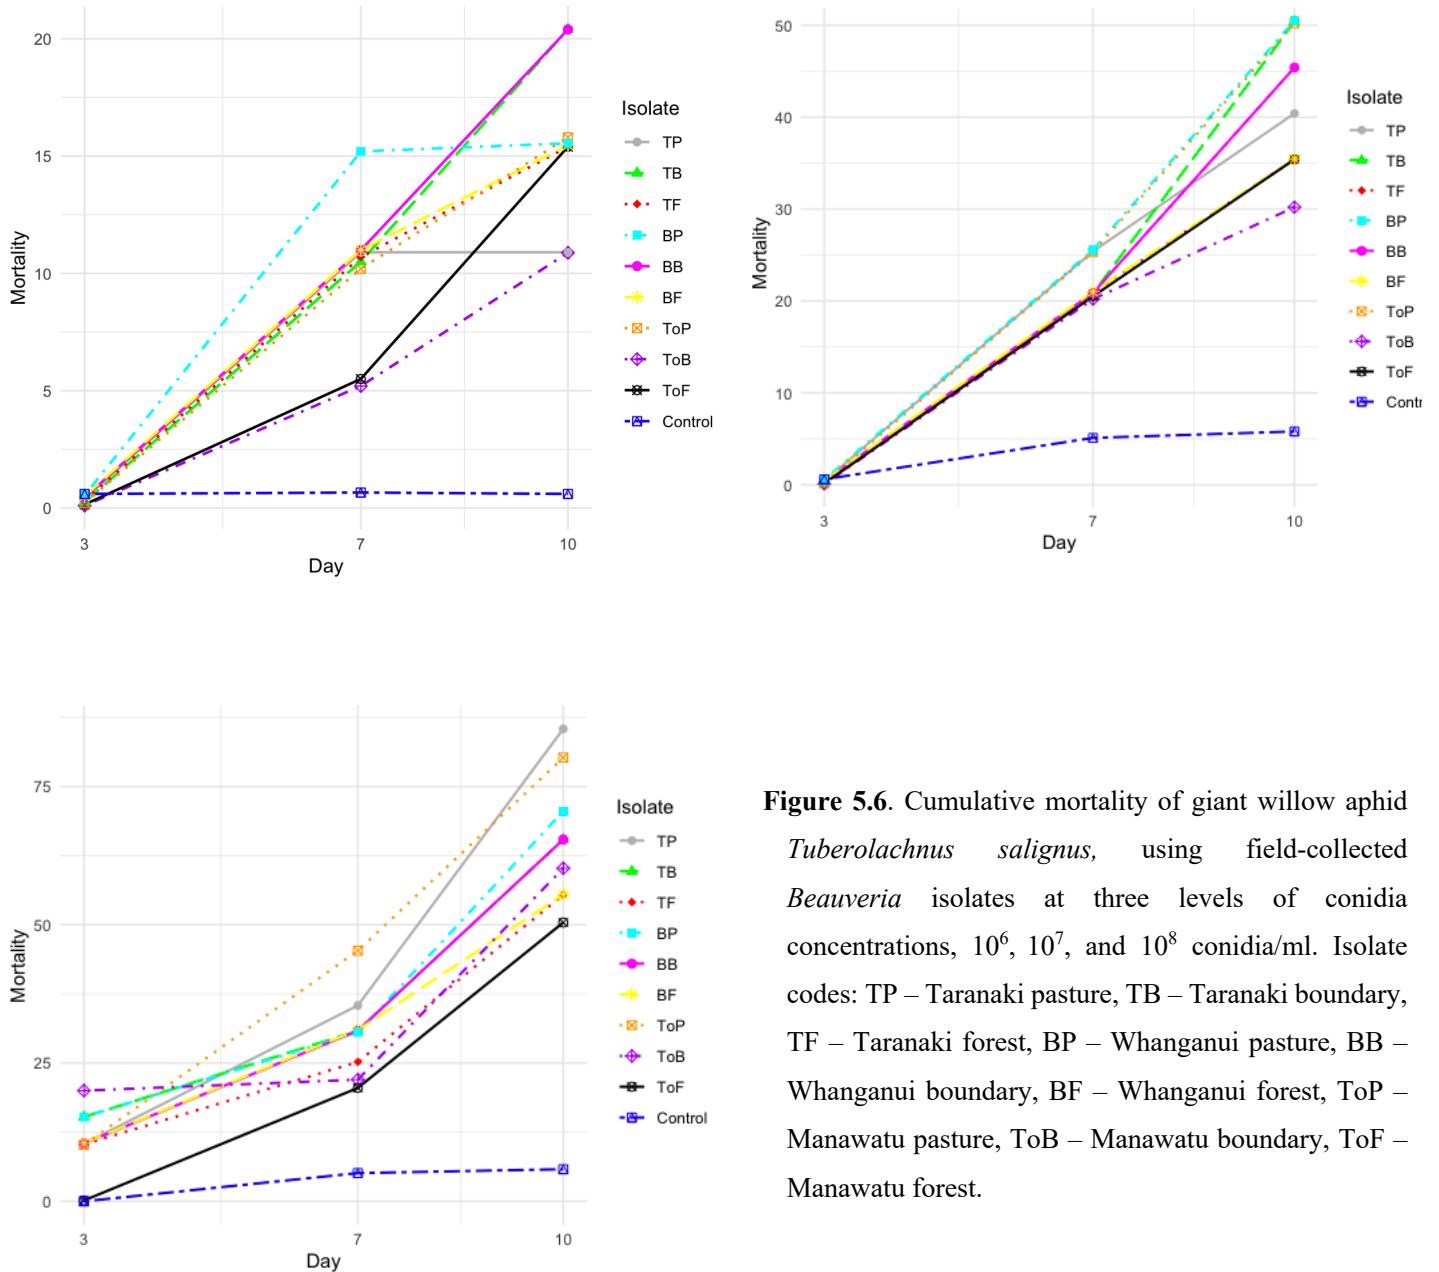 20
15
10
5
0
Mortality
3
7
10
Day
Isolate
TP
TB
TF
BP
BB
BF
ToP
ToB
ToF
Control
50
40
30
20
10
0
Mortality
3
7
10
Day
Isolate
TP
TB
TF
BP
BB
BF
ToP
ToB
ToF
Contr
75
50
25
0
Mortality
3
7
10
Day
Isolate
TP
TB
TF
BP
BB
BF
ToP
ToB
ToF
Control
Figure 5.6. Cumulative mortality of giant willow aphid
Tuberolachnus salignus, using field-collected
Beauveria isolates at three levels of conidia
concentrations, 10⁶, 10⁷, and 10⁸ conidia/ml. Isolate
codes: TP – Taranaki pasture, TB – Taranaki boundary,
TF – Taranaki forest, BP – Whanganui pasture, BB –
Whanganui boundary, BF – Whanganui forest, ToP –
Manawatu pasture, ToB – Manawatu boundary, ToF –
Manawatu forest.